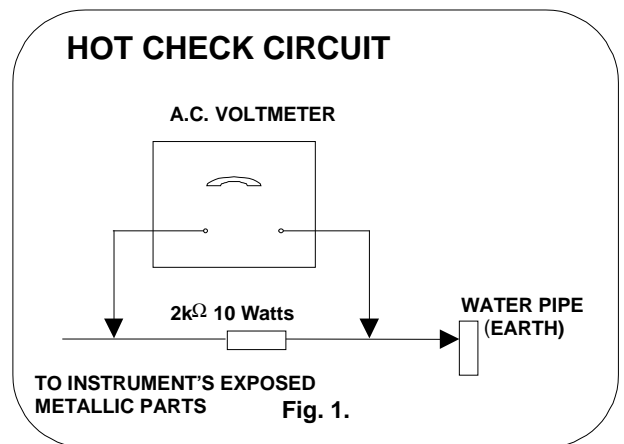 HOT CHECK CIRCUIT
A.C. VOLTMETER
2kΩ 10 Watts
WATER PIPE
(EARTH)
TO INSTRUMENT'S EXPOSED
METALLIC PARTS
Fig. 1.